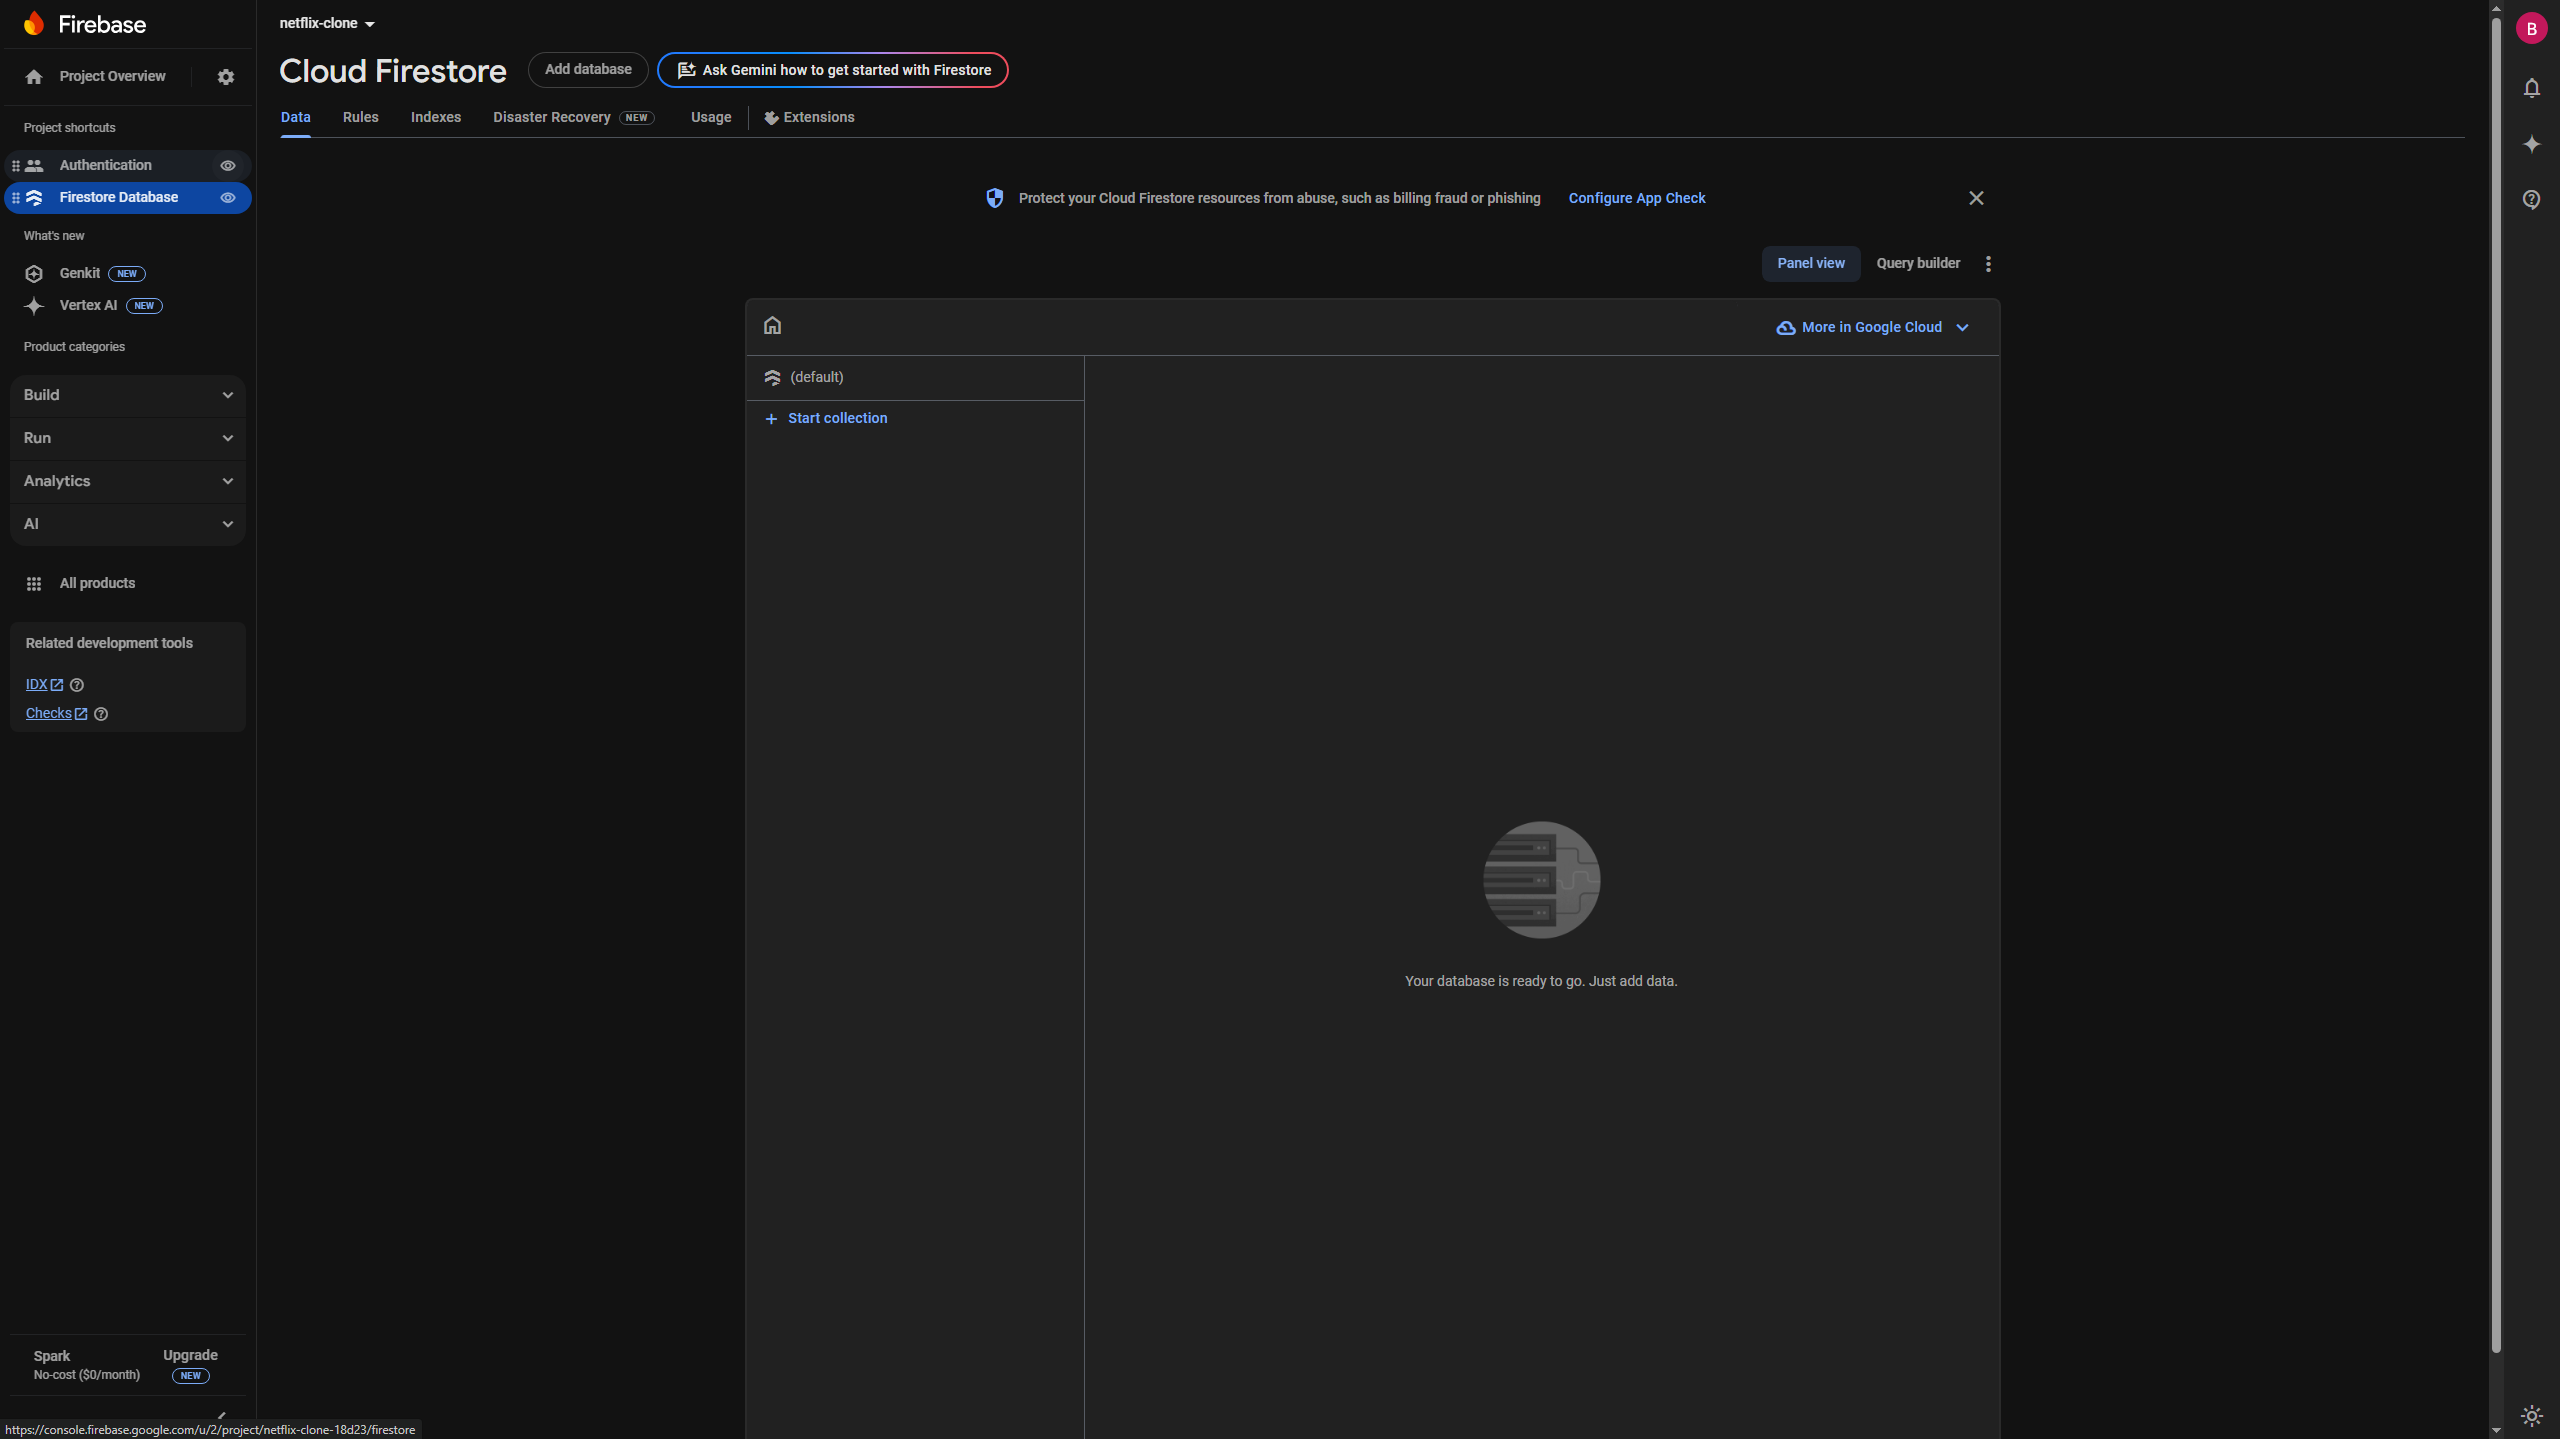 Firebase
Project Overview
Project shortcuts
Authentication
Firestore Database
What's new
Genkit NEW
Vertex AI NEW
Product categories
Build
Run
Analytics
AI
All products
Related development tools
IDX
Checks
Spark
No-cost ($0/month)
Upgrade
NEW
https://console.firebase.google.com/u/2/project/netflix-clone-18d23/firestore
netflix-clone
Cloud Firestore
Add database
Ask Gemini how to get started with Firestore
Data Rules Indexes Disaster Recovery NEW Usage Extensions
Protect your Cloud Firestore resources from abuse, such as billing fraud or phishing Configure App Check
Panel view Query builder
More in Google Cloud
(default)
+ Start collection
Your database is ready to go. Just add data.
B